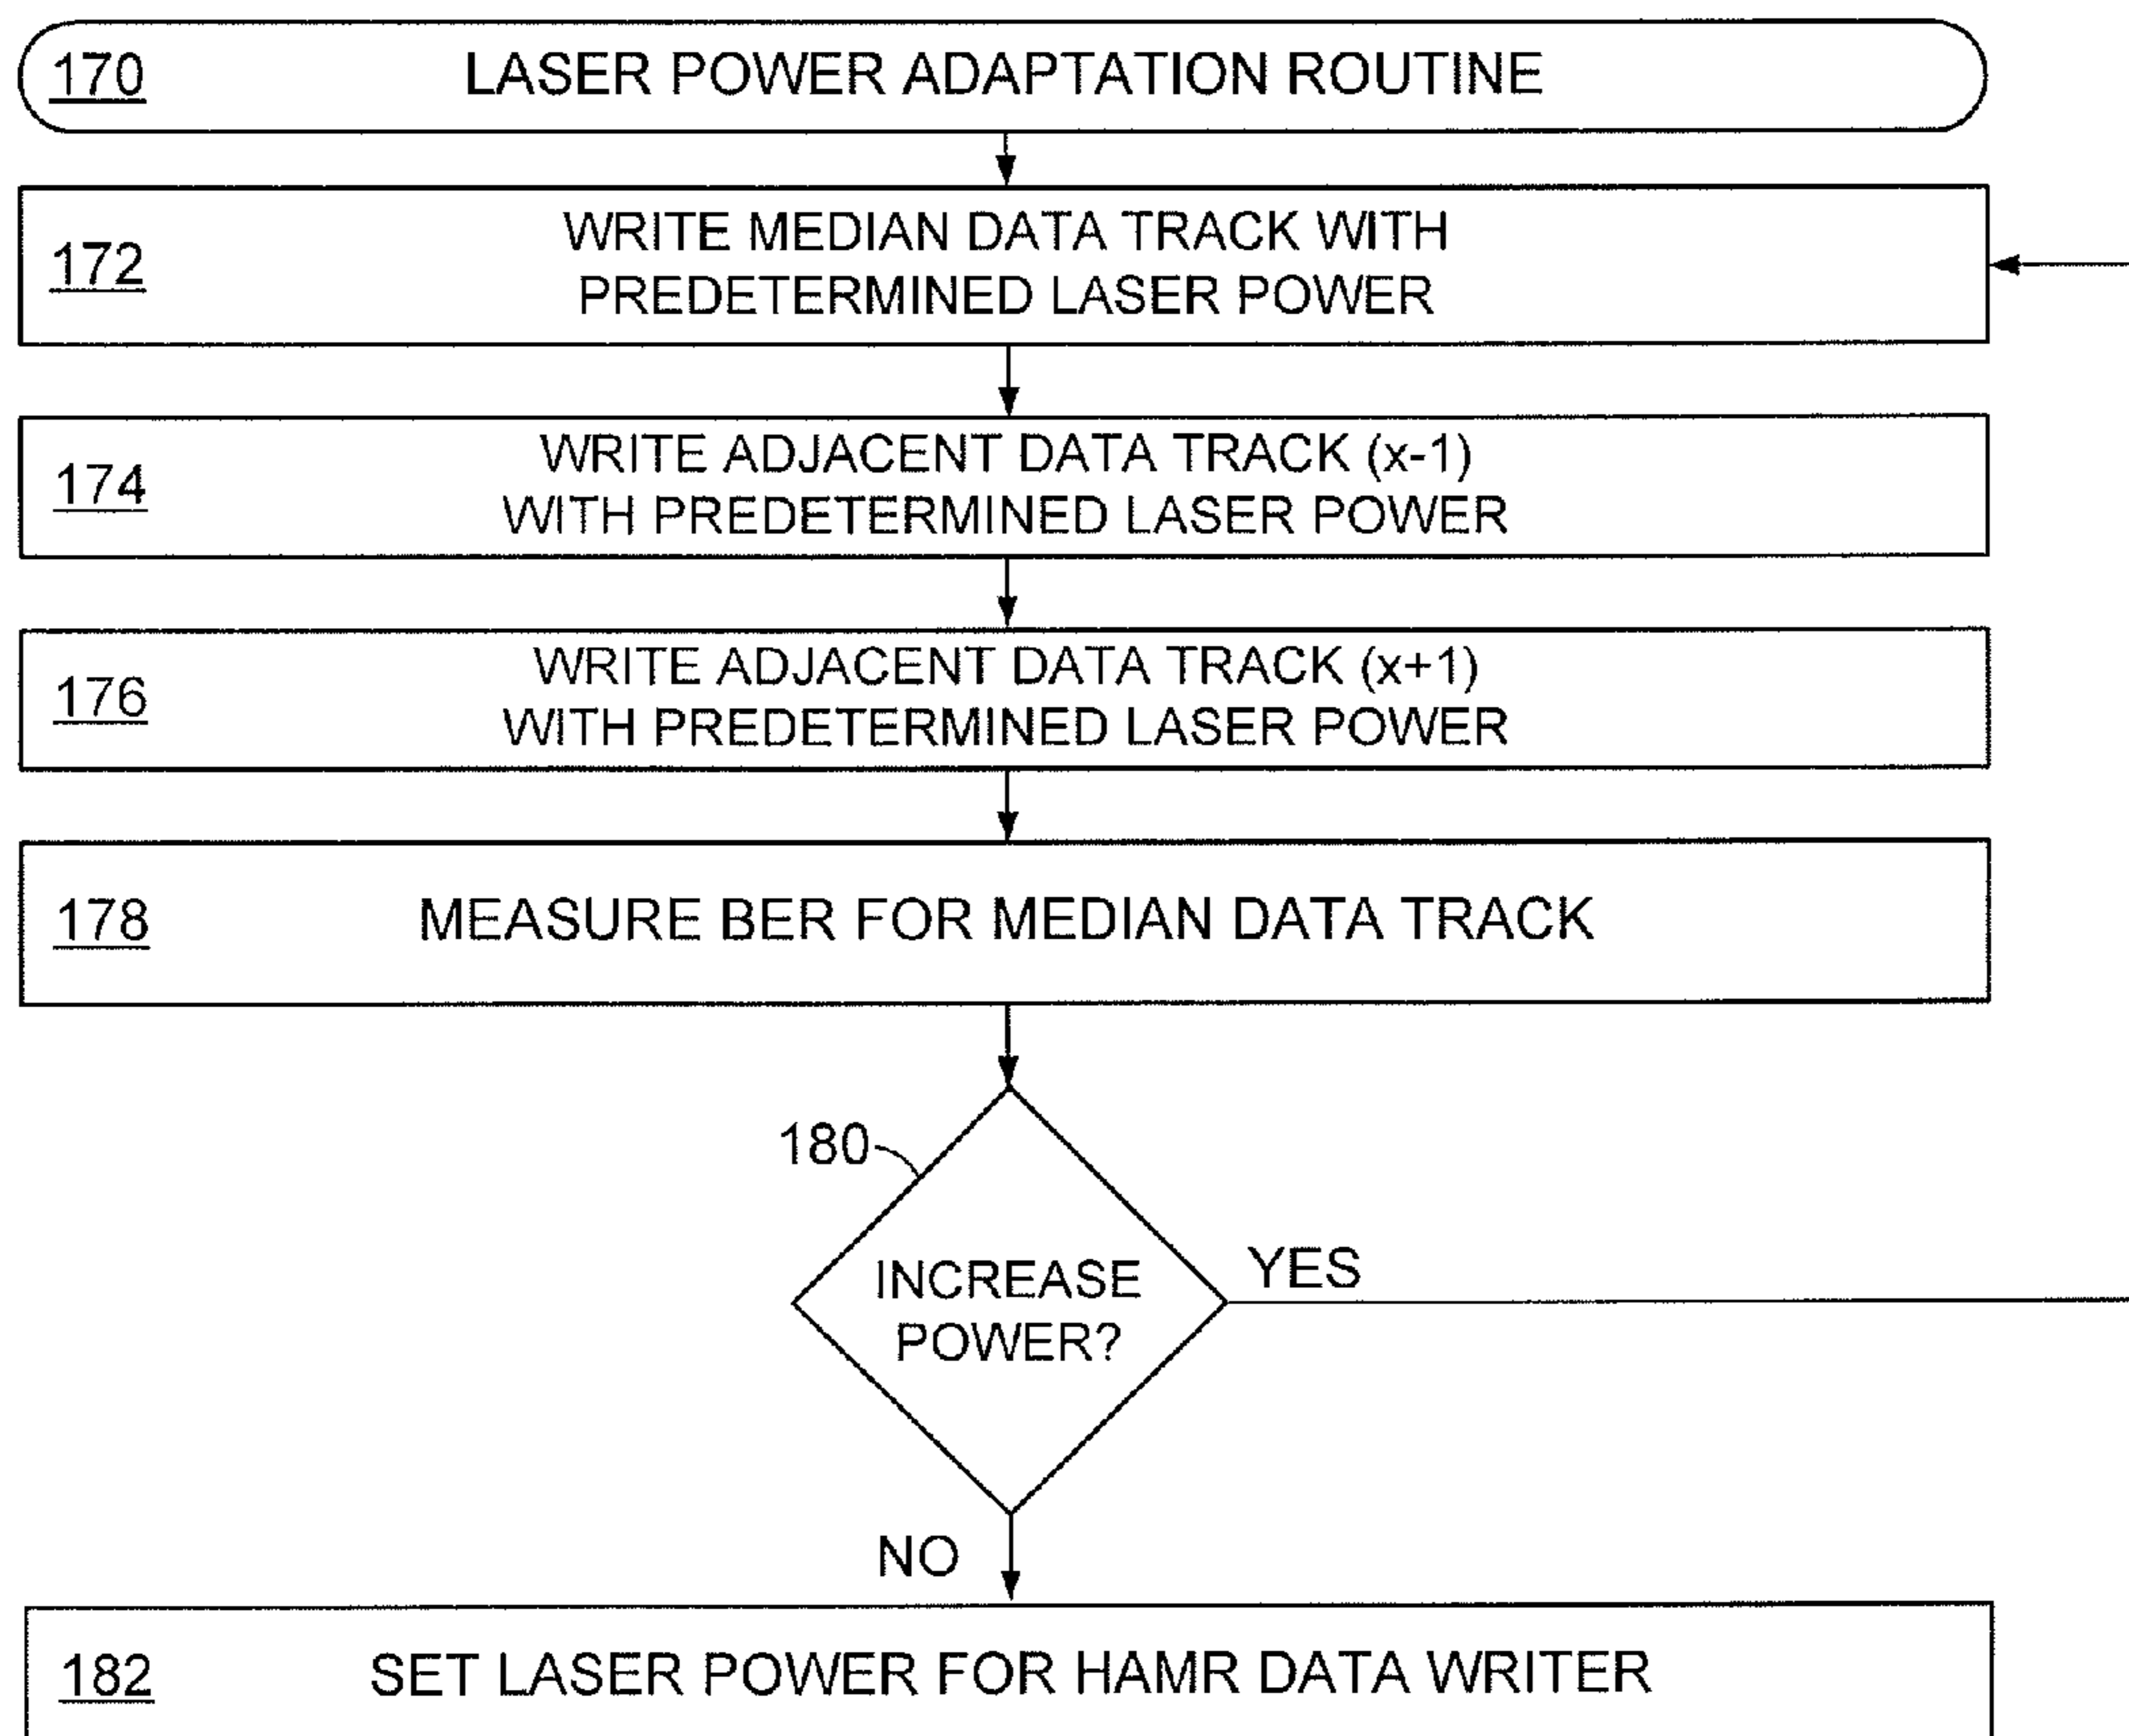 170 LASER POWER ADAPTATION ROUTINE
172 WRITE MEDIAN DATA TRACK WITH
PREDETERMINED LASER POWER
174 WRITE ADJACENT DATA TRACK (x-1)
WITH PREDETERMINED LASER POWER
176 WRITE ADJACENT DATA TRACK (x+1)
WITH PREDETERMINED LASER POWER
178 MEASURE BER FOR MEDIAN DATA TRACK
180
INCREASE
POWER?
YES
NO
182 SET LASER POWER FOR HAMR DATA WRITER